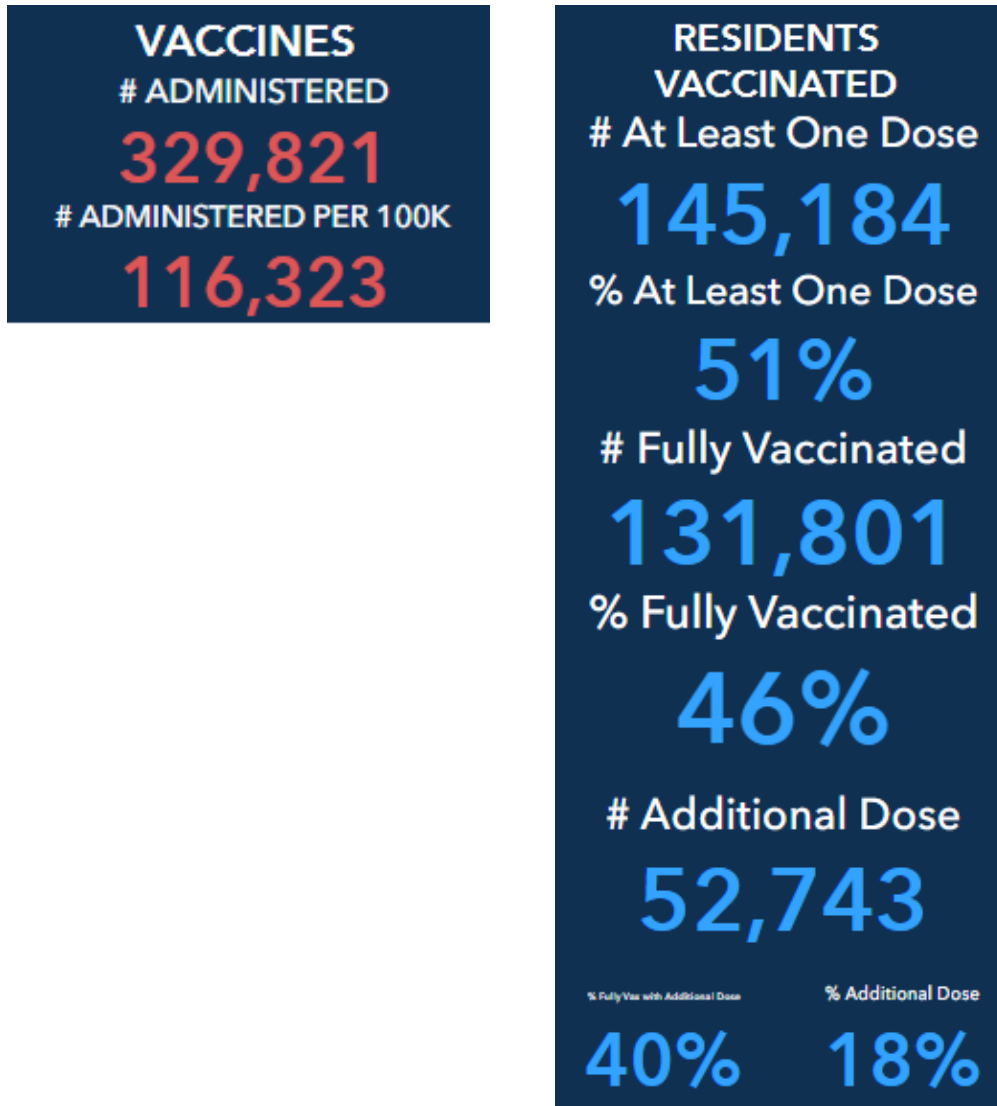 VACCINES
# ADMINISTERED
329,821
# ADMINISTERED PER 100K
116,323
RESIDENTS
VACCINATED
# At Least One Dose
145,184
% At Least One Dose
51%
# Fully Vaccinated
131,801
% Fully Vaccinated
46%
# Additional Dose
52,743
% Fully Vax with Additional Dose
40%
% Additional Dose
18%